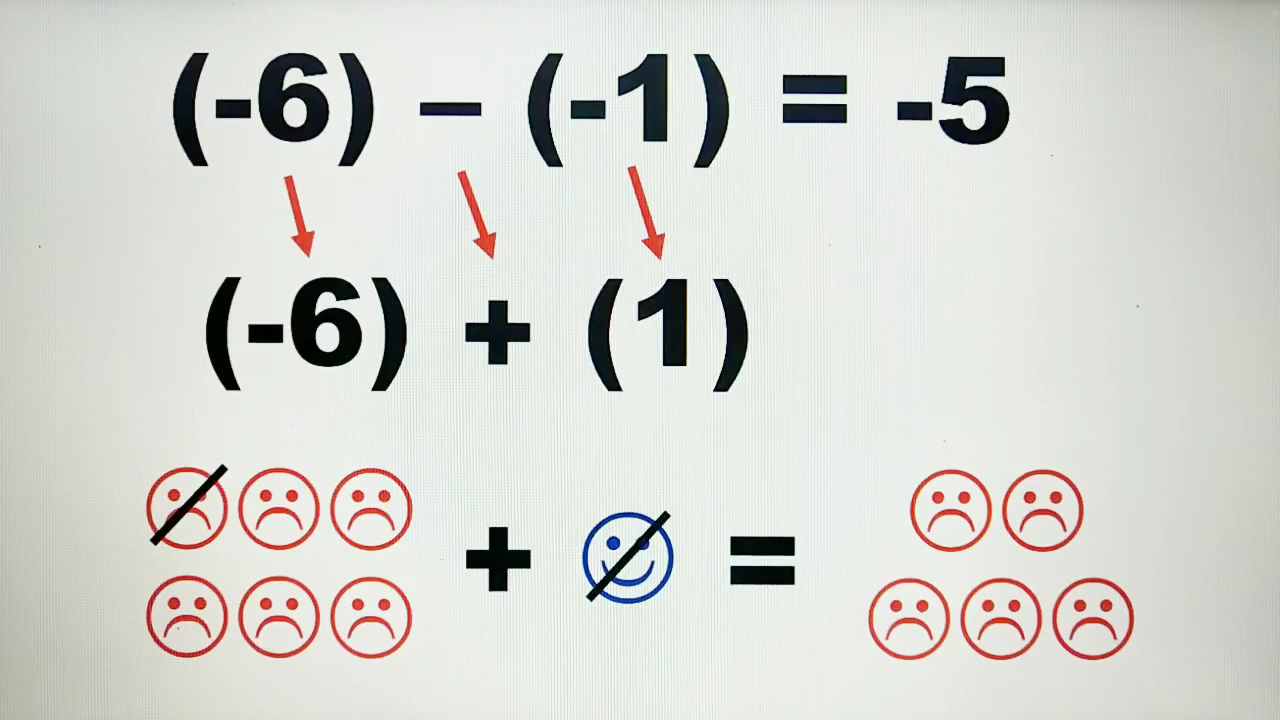 (-6) – (-1) = -5
(-6) + (1)
+ =